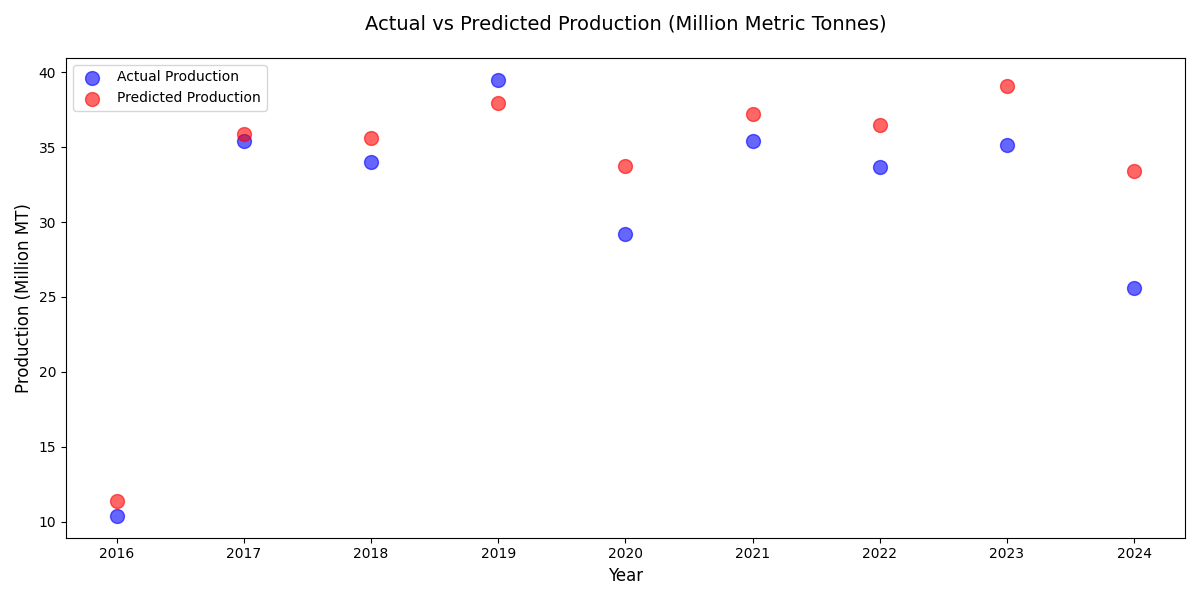 Actual vs Predicted Production (Million Metric Tonnes)
Actual Production
Predicted Production
Production (Million MT)
40
35
30
25
20
15
10
2016 2017 2018 2019 2020 2021 2022 2023 2024
Year